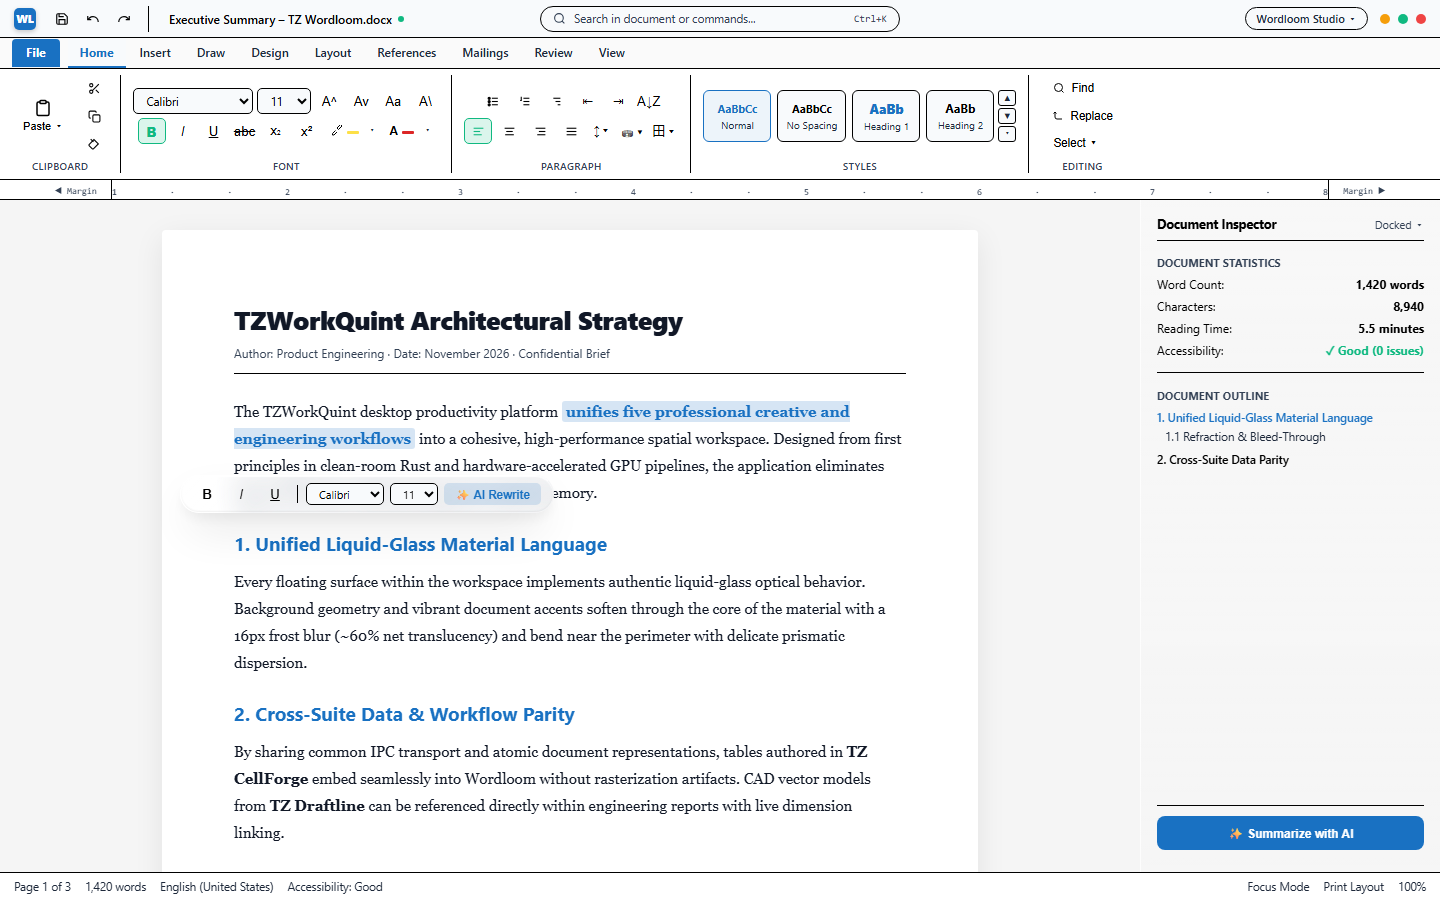 WL
Executive Summary – TZ Wordloom.docx
Search in document or commands...
Ctrl+K
Wordloom Studio
File Home Insert Draw Design Layout References Mailings Review View
Paste
CLIPBOARD
Calibri 11 A^ Av Aa A\
B I U abc x₂ x² A
FONT
A↓Z
PARAGRAPH
AaBbCc AaBbCc AaBb AaBb
Normal No Spacing Heading 1 Heading 2
STYLES
Find
Replace
Select
EDITING
◀ Margin 1 2 3 4 5 6 7 8 Margin ▶
TZWorkQuint Architectural Strategy
Author: Product Engineering · Date: November 2026 · Confidential Brief
The TZWorkQuint desktop productivity platform unifies five professional creative and
engineering workflows into a cohesive, high-performance spatial workspace. Designed from first
principles in clean-room Rust and hardware-accelerated GPU pipelines, the application eliminates
emory.
B I U Calibri 11 ✨ AI Rewrite
1. Unified Liquid-Glass Material Language
Every floating surface within the workspace implements authentic liquid-glass optical behavior.
Background geometry and vibrant document accents soften through the core of the material with a
16px frost blur (~60% net translucency) and bend near the perimeter with delicate prismatic
dispersion.
2. Cross-Suite Data & Workflow Parity
By sharing common IPC transport and atomic document representations, tables authored in TZ
CellForge embed seamlessly into Wordloom without rasterization artifacts. CAD vector models
from TZ Draftline can be referenced directly within engineering reports with live dimension
linking.
Document Inspector
Docked
DOCUMENT STATISTICS
Word Count: 1,420 words
Characters: 8,940
Reading Time: 5.5 minutes
Accessibility: ✓ Good (0 issues)
DOCUMENT OUTLINE
1. Unified Liquid-Glass Material Language
1.1 Refraction & Bleed-Through
2. Cross-Suite Data Parity
✨ Summarize with AI
Page 1 of 3 1,420 words English (United States) Accessibility: Good
Focus Mode Print Layout 100%